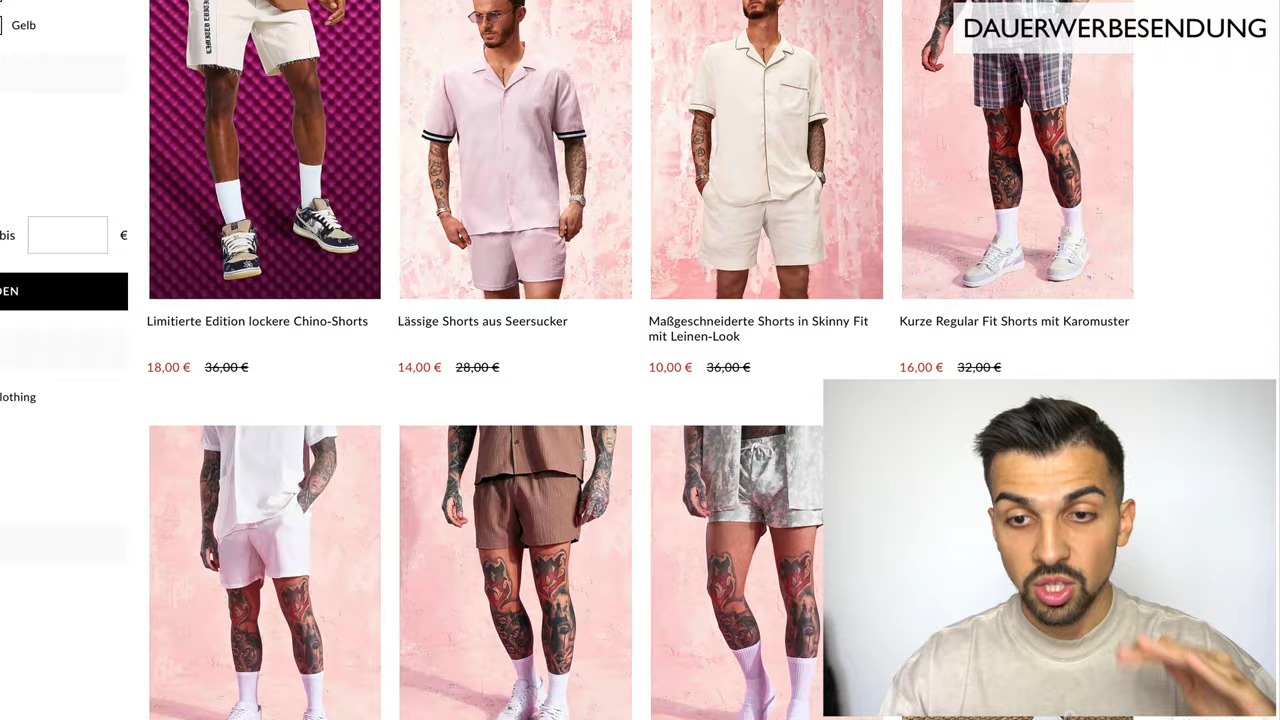 Gelb
DAUERWERBESENDUNG
bis
€
DEN
Limitierte Edition lockere Chino-Shorts
18,00 € 36,00 €
Lässige Shorts aus Seersucker
14,00 € 28,00 €
Maßgeschneiderte Shorts in Skinny Fit
mit Leinen-Look
10,00 € 36,00 €
Kurze Regular Fit Shorts mit Karomuster
16,00 € 32,00 €
lothing